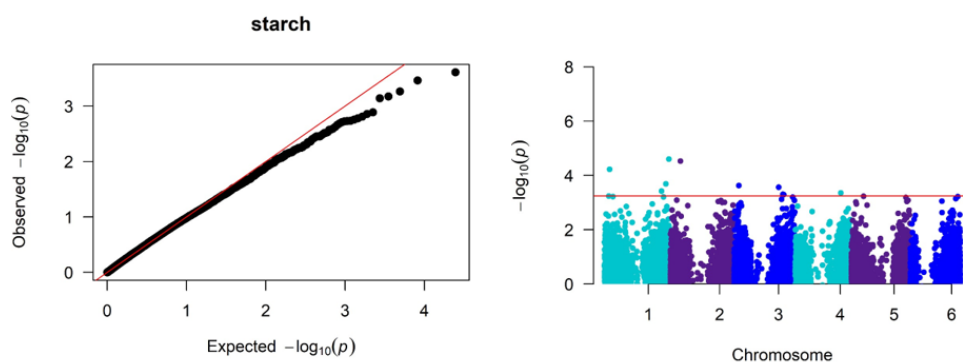 starch
Observed −log10(p)
3
2
1
0
0 1 2 3 4
Expected −log10(p)
−log10(p)
8
6
4
2
0
1 2 3 4 5 6
Chromosome